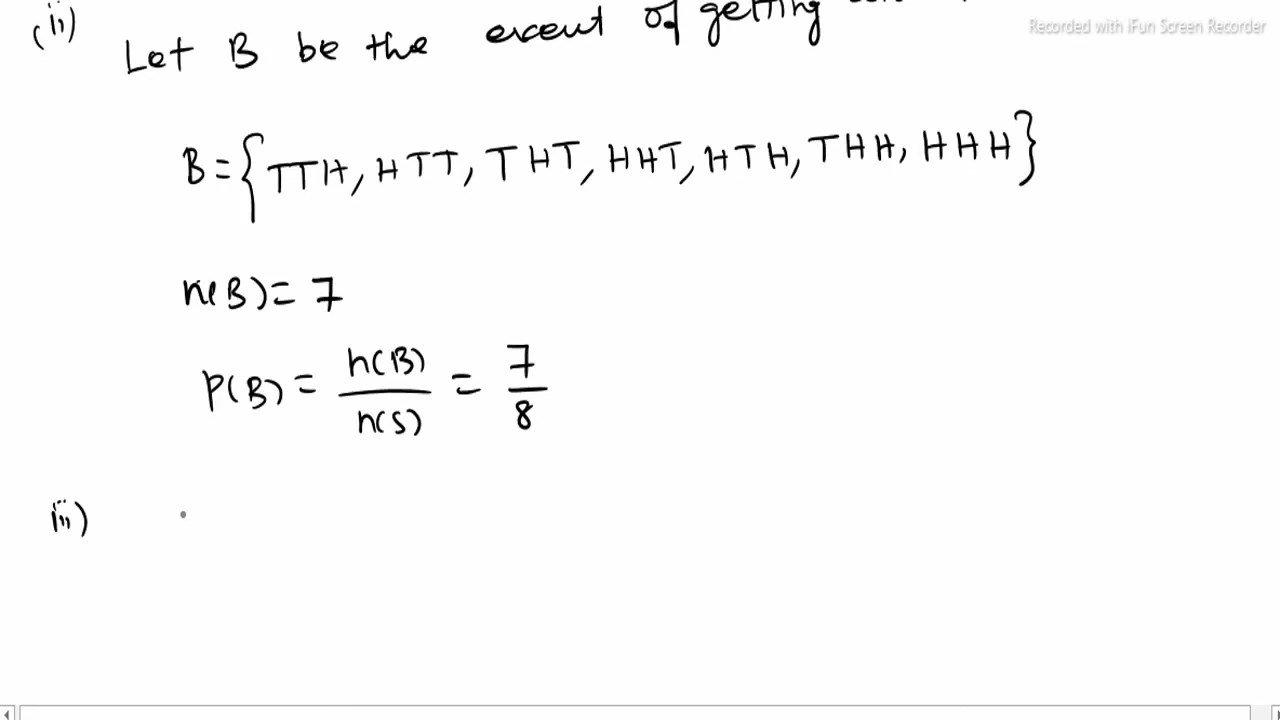 Recorded with iFun Screen Recorder
(ii)
Let B be the event of getting
B = {TTH, HTT, THT, HHT, HTH, THH, HHH}
n(B) = 7
P(B) = n(B)/n(S) = 7/8
iii)